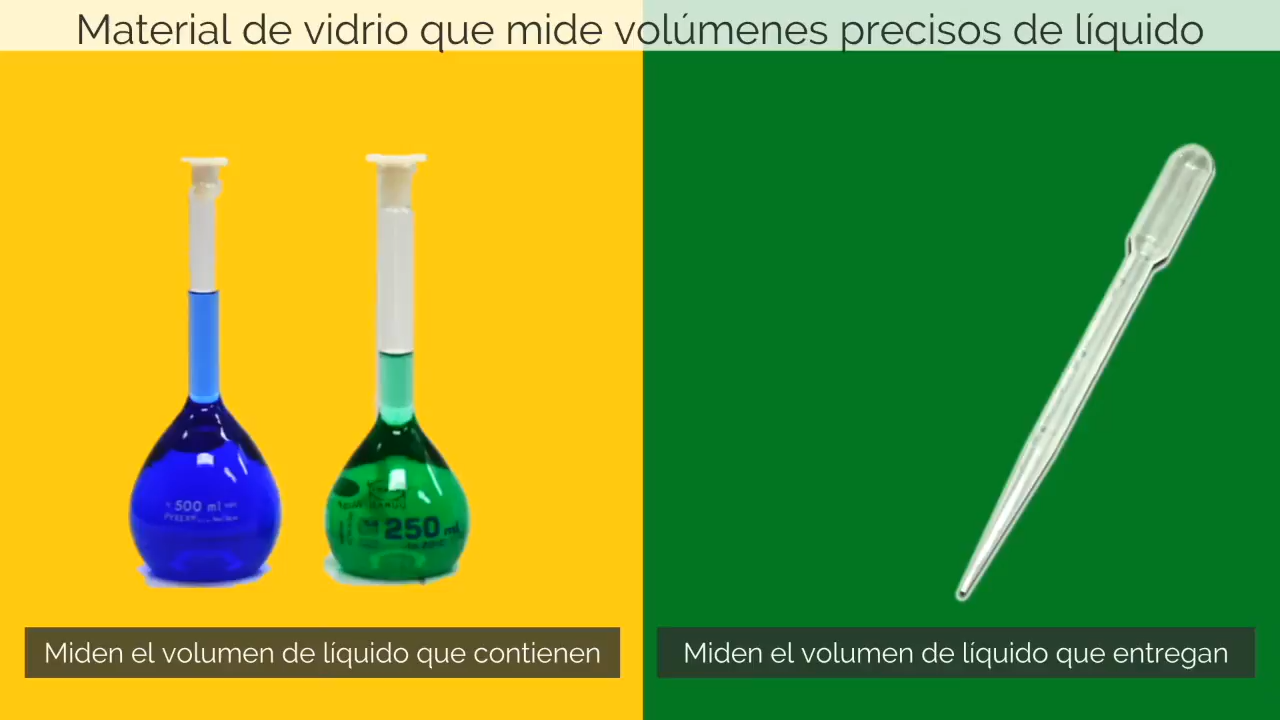 Material de vidrio que mide volúmenes precisos de líquido
500 ml
250 ml
Miden el volumen de líquido que contienen
Miden el volumen de líquido que entregan